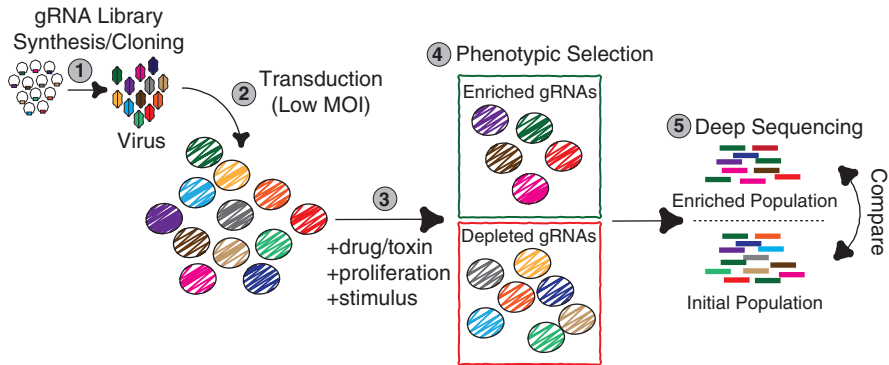 gRNA Library
Synthesis/Cloning
1
Virus
2 Transduction
(Low MOI)
3
+drug/toxin
+proliferation
+stimulus
4 Phenotypic Selection
Enriched gRNAs
Depleted gRNAs
5 Deep Sequencing
Enriched Population
Initial Population
Compare